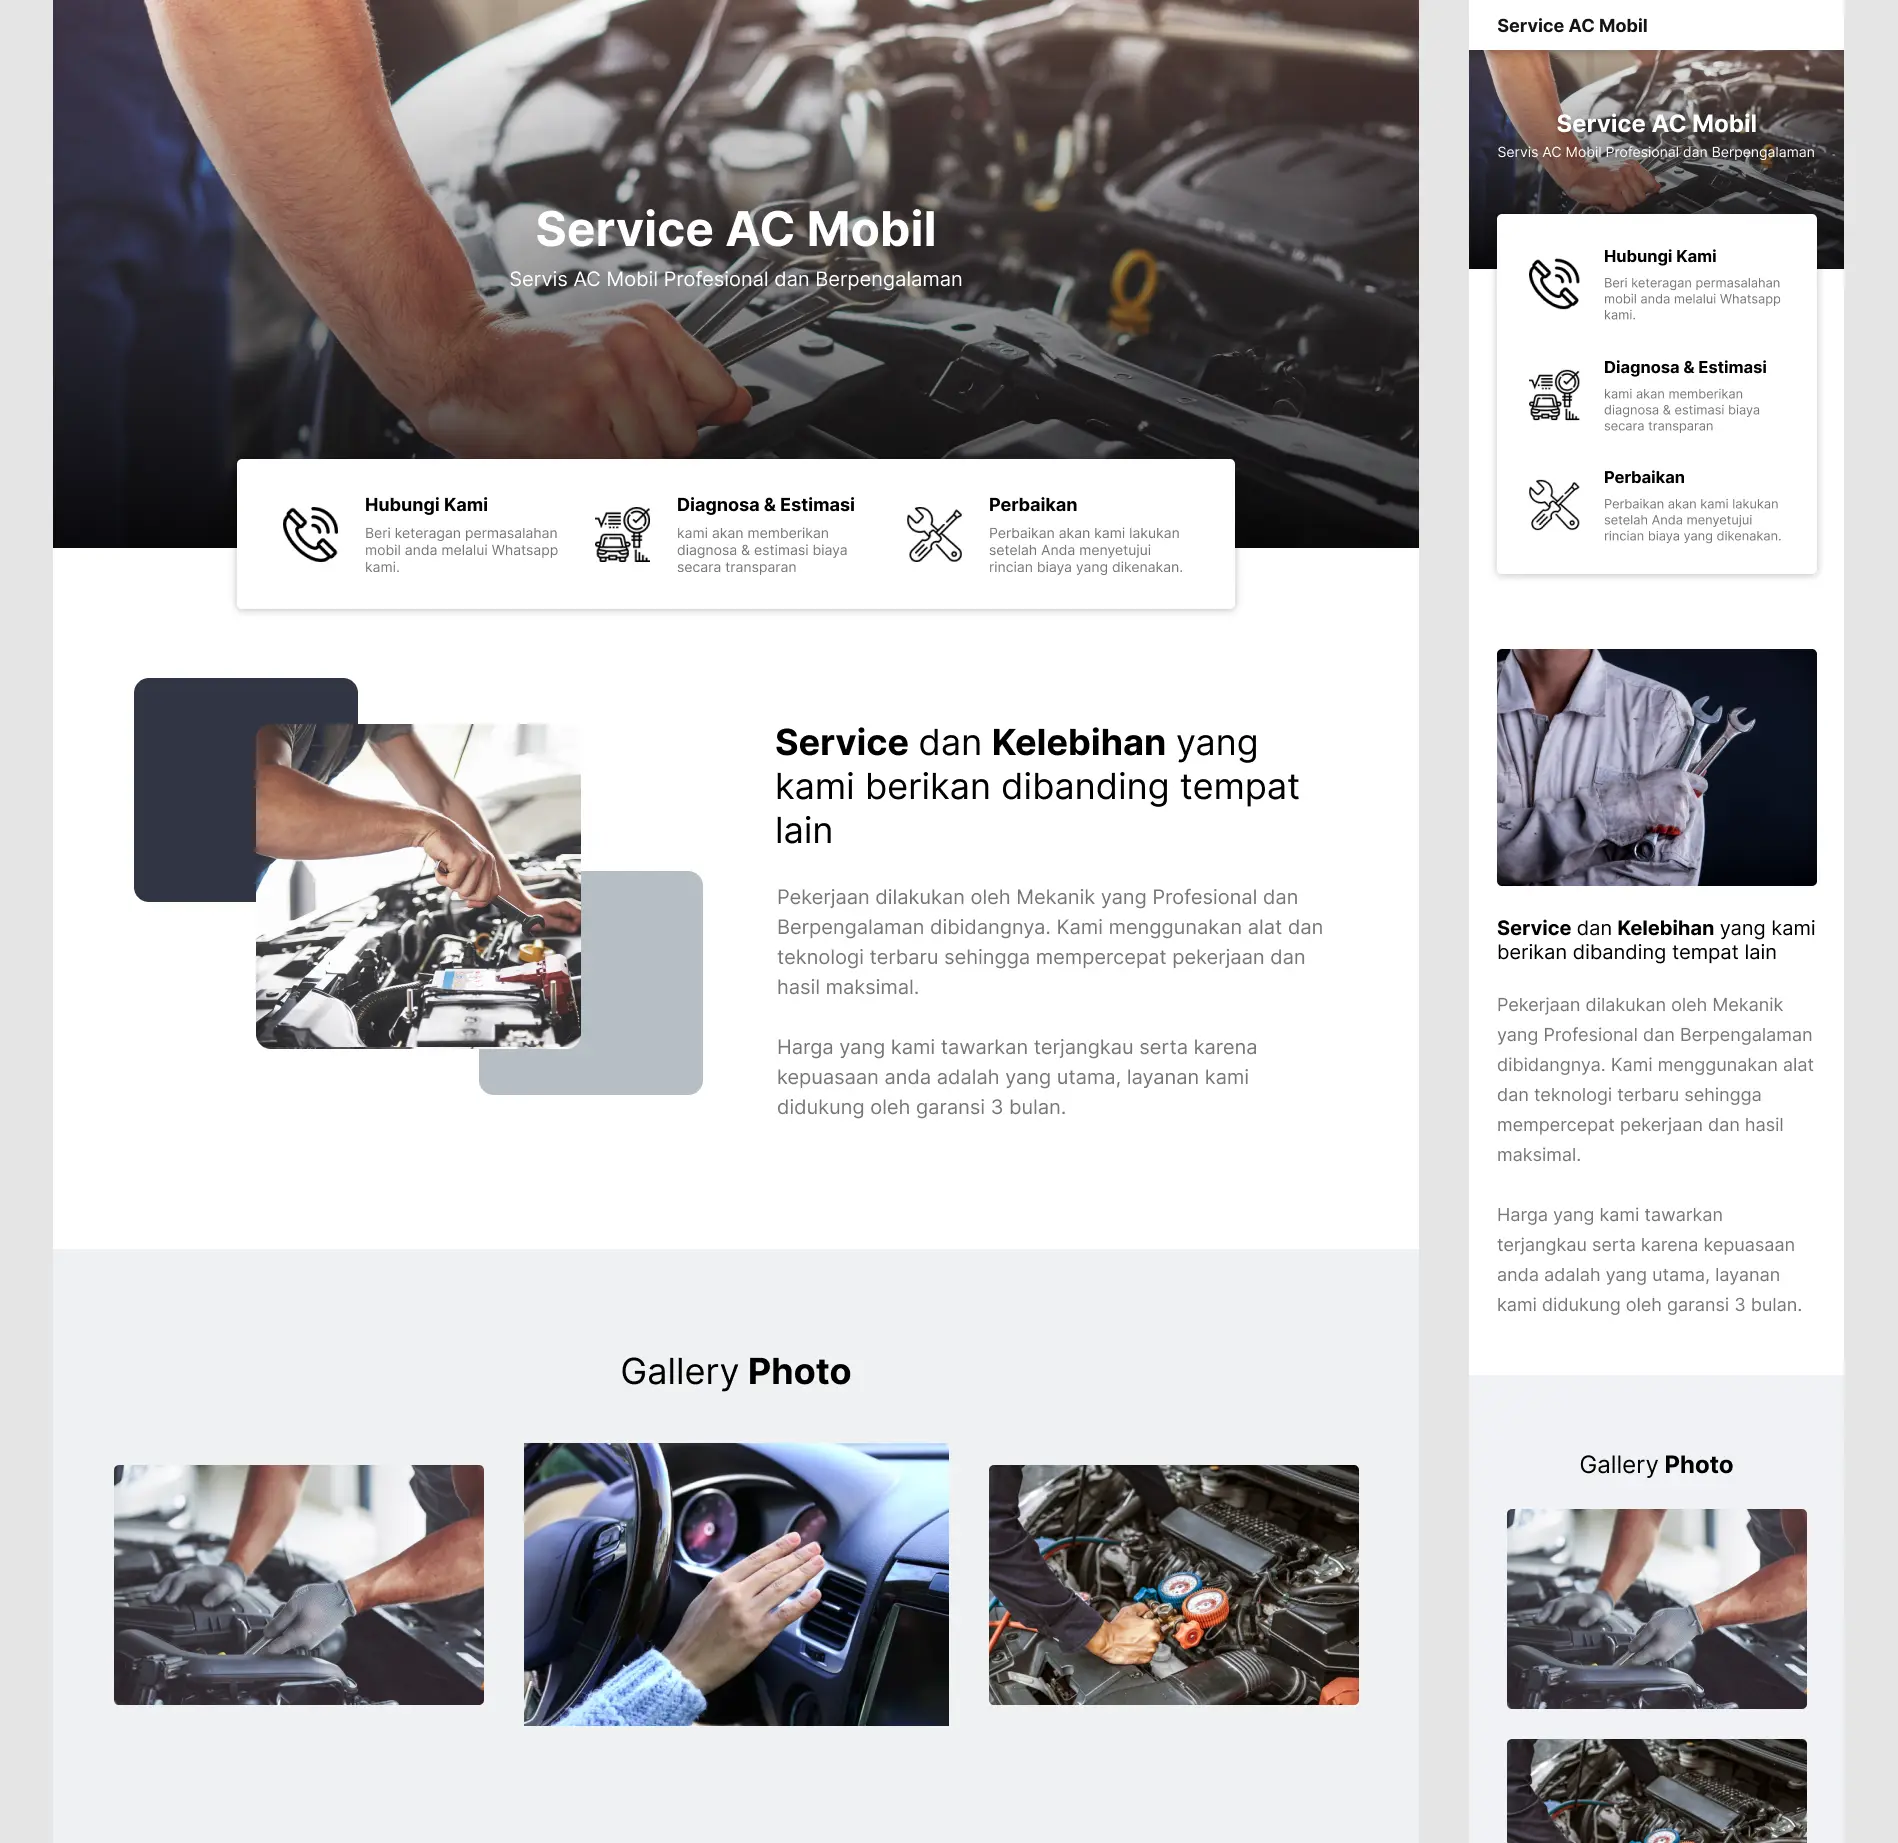 Service AC Mobil
Servis AC Mobil Profesional dan Berpengalaman
Hubungi Kami
Beri keteragan permasalahan
mobil anda melalui Whatsapp
kami.
Diagnosa & Estimasi
kami akan memberikan
diagnosa & estimasi biaya
secara transparan
Perbaikan
Perbaikan akan kami lakukan
setelah Anda menyetujui
rincian biaya yang dikenakan.
Service dan Kelebihan yang
kami berikan dibanding tempat
lain
Pekerjaan dilakukan oleh Mekanik yang Profesional dan
Berpengalaman dibidangnya. Kami menggunakan alat dan
teknologi terbaru sehingga mempercepat pekerjaan dan
hasil maksimal.
Harga yang kami tawarkan terjangkau serta karena
kepuasaan anda adalah yang utama, layanan kami
didukung oleh garansi 3 bulan.
Gallery Photo
Service AC Mobil
Service AC Mobil
Servis AC Mobil Profesional dan Berpengalaman
Hubungi Kami
Beri keteragan permasalahan
mobil anda melalui Whatsapp
kami.
Diagnosa & Estimasi
kami akan memberikan
diagnosa & estimasi biaya
secara transparan
Perbaikan
Perbaikan akan kami lakukan
setelah Anda menyetujui
rincian biaya yang dikenakan.
Service dan Kelebihan yang kami
berikan dibanding tempat lain
Pekerjaan dilakukan oleh Mekanik
yang Profesional dan Berpengalaman
dibidangnya. Kami menggunakan alat
dan teknologi terbaru sehingga
mempercepat pekerjaan dan hasil
maksimal.
Harga yang kami tawarkan
terjangkau serta karena kepuasaan
anda adalah yang utama, layanan
kami didukung oleh garansi 3 bulan.
Gallery Photo